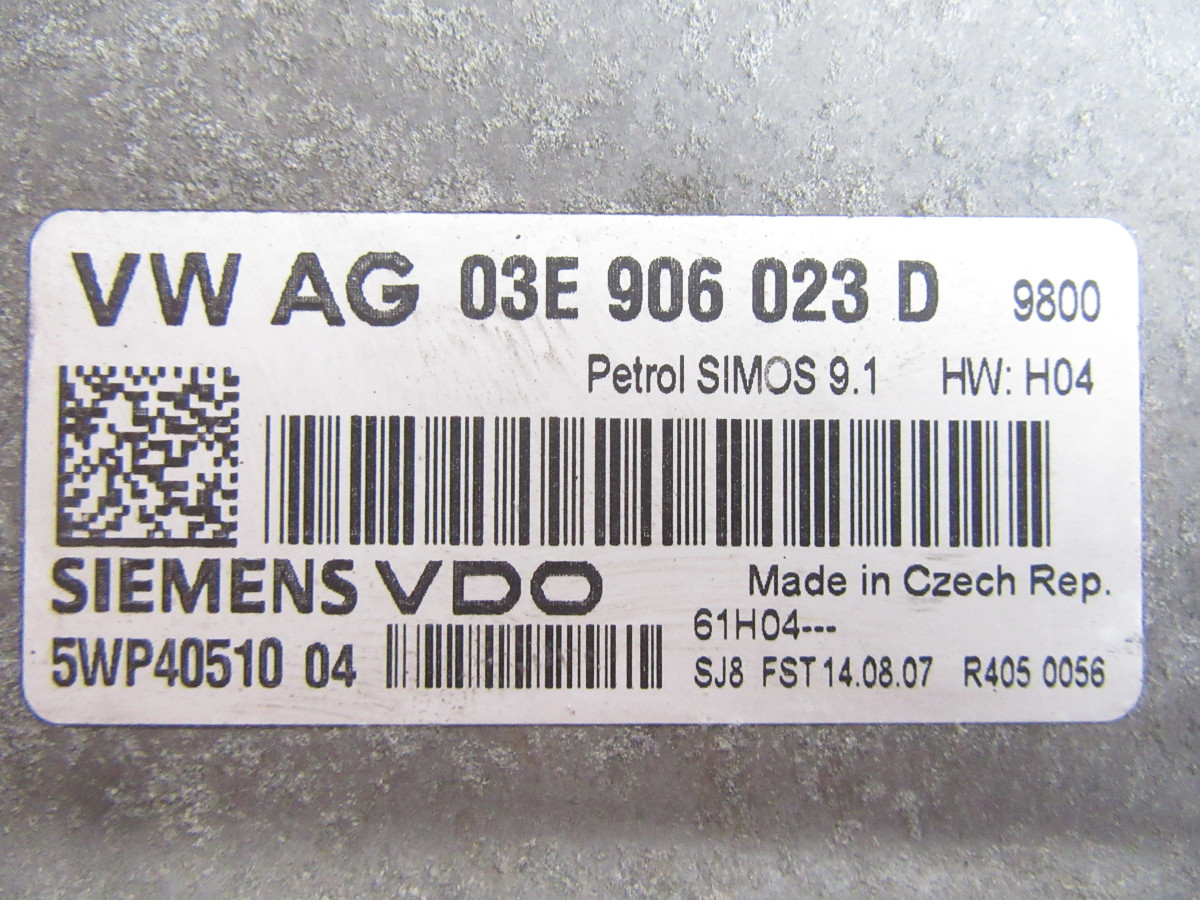 VW AG 03E 906 023 D 9800
Petrol SIMOS 9.1 HW: H04
SIEMENS VDO Made in Czech Rep.
61H04---
5WP40510 04 SJ8 FST 14.08.07 R405 0056